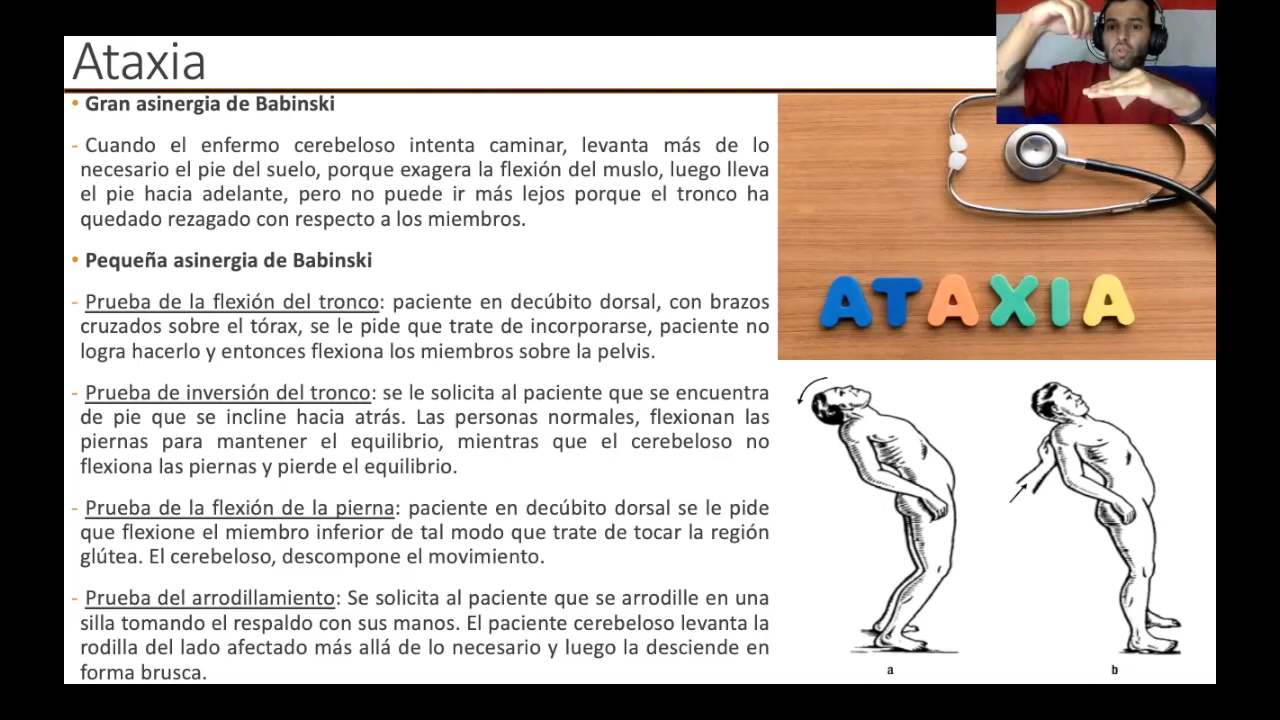 Ataxia
• Gran asinergia de Babinski
- Cuando el enfermo cerebeloso intenta caminar, levanta más de lo
necesario el pie del suelo, porque exagera la flexión del muslo, luego lleva
el pie hacia adelante, pero no puede ir más lejos porque el tronco ha
quedado rezagado con respecto a los miembros.
• Pequeña asinergia de Babinski
- Prueba de la flexión del tronco: paciente en decúbito dorsal, con brazos
cruzados sobre el tórax, se le pide que trate de incorporarse, paciente no
logra hacerlo y entonces flexiona los miembros sobre la pelvis.
- Prueba de inversión del tronco: se le solicita al paciente que se encuentra
de pie que se incline hacia atrás. Las personas normales, flexionan las
piernas para mantener el equilibrio, mientras que el cerebeloso no
flexiona las piernas y pierde el equilibrio.
- Prueba de la flexión de la pierna: paciente en decúbito dorsal se le pide
que flexione el miembro inferior de tal modo que trate de tocar la región
glútea. El cerebeloso, descompone el movimiento.
- Prueba del arrodillamiento: Se solicita al paciente que se arrodille en una
silla tomando el respaldo con sus manos. El paciente cerebeloso levanta la
rodilla del lado afectado más allá de lo necesario y luego la desciende en
forma brusca.
ATAXIA
a
b